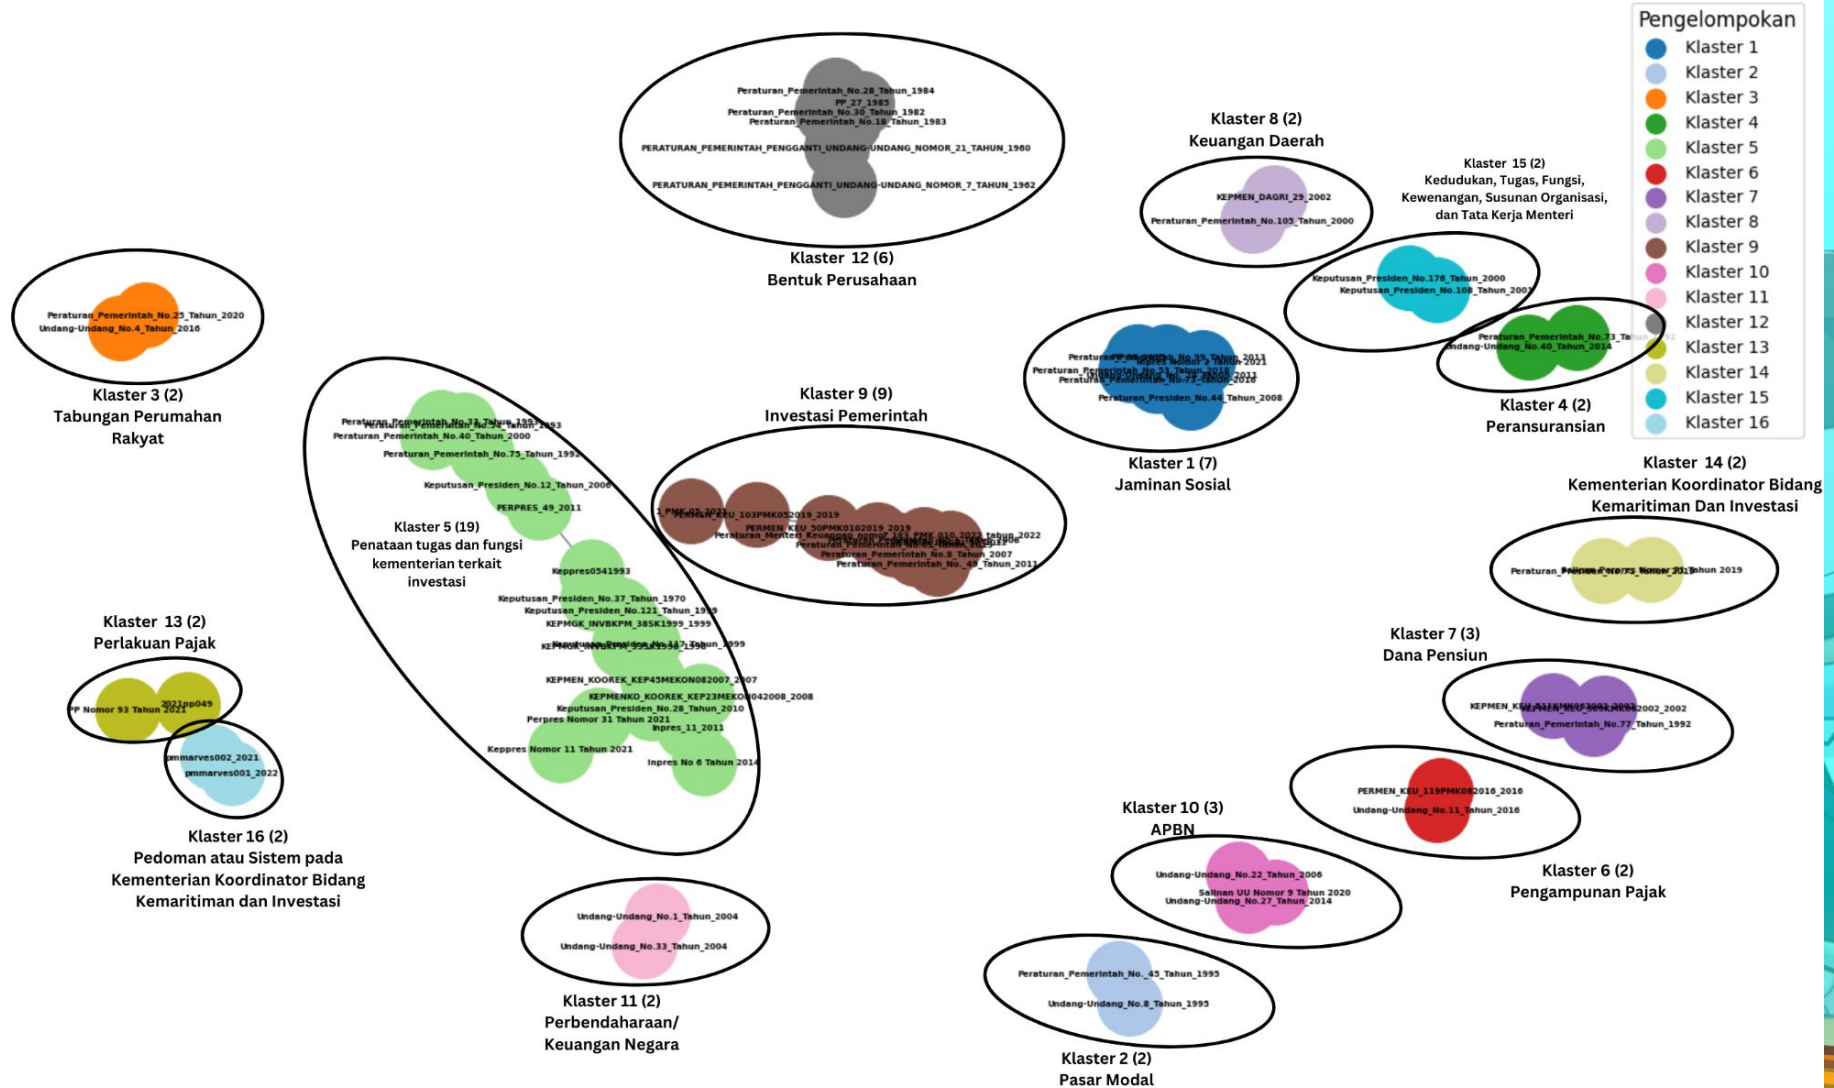 Pengelompokan
Klaster 1
Klaster 2
Klaster 3
Klaster 4
Klaster 5
Klaster 6
Klaster 7
Klaster 8
Klaster 9
Klaster 10
Klaster 11
Klaster 12
Klaster 13
Klaster 14
Klaster 15
Klaster 16
Peraturan_Pemerintah_No.28_Tahun_1984
PP_27_1985
Peraturan_Pemerintah_No.30_Tahun_1982
Peraturan_Pemerintah_No.18_Tahun_1983
PERATURAN_PEMERINTAH_PENGGANTI_UNDANG-UNDANG_NOMOR_21_TAHUN_1960
PERATURAN_PEMERINTAH_PENGGANTI_UNDANG-UNDANG_NOMOR_7_TAHUN_1962
Klaster 12 (6)
Bentuk Perusahaan
Klaster 8 (2)
Keuangan Daerah
KEPMEN_DAGRI_29_2002
Peraturan_Pemerintah_No.105_Tahun_2000
Klaster 15 (2)
Kedudukan, Tugas, Fungsi,
Kewenangan, Susunan Organisasi,
dan Tata Kerja Menteri
Keputusan_Presiden_No.176_Tahun_2000
Keputusan_Presiden_No.108_Tahun_2001
Peraturan_Pemerintah_No.73_Tahun
Undang-Undang_No.40_Tahun_2014
Klaster 4 (2)
Peransuransian
Peraturan_Pemerintah_No.25_Tahun_2020
Undang-Undang_No.4_Tahun_2016
Klaster 3 (2)
Tabungan Perumahan
Rakyat
Peraturan_Presiden_No.44_Tahun_2008
Klaster 1 (7)
Jaminan Sosial
Klaster 9 (9)
Investasi Pemerintah
PERMEN_KEU_103PMK052019_2019
PERMEN_KEU_50PMK0102019_2019
Peraturan_Menteri_Keuangan_nomor_163_PMK_010_2022_tahun_2022
Peraturan_Pemerintah_No.8_Tahun_2007
Peraturan_Pemerintah_No._49_Tahun_2011
Peraturan_Pemerintah_No.40_Tahun_2000
Peraturan_Pemerintah_No.75_Tahun_1992
Keputusan_Presiden_No.12_Tahun_2006
PERPRES_49_2011
Klaster 5 (19)
Penataan tugas dan fungsi
kementerian terkait
investasi
Keppres0541993
Keputusan_Presiden_No.37_Tahun_1970
Keputusan_Presiden_No.121_Tahun_1999
KEPMGK_INVBKPM_38SK1999_1999
KEPMEN_KOOREK_KEP45MEKON082007_2007
KEPMENKO_KOOREK_KEP23MEKON042008_2008
Keputusan_Presiden_No.28_Tahun_2010
Perpres Nomor 31 Tahun 2021
Inpres_11_2011
Keppres Nomor 11 Tahun 2021
Inpres No 6 Tahun 2014
Klaster 14 (2)
Kementerian Koordinator Bidang
Kemaritiman Dan Investasi
Klaster 13 (2)
Perlakuan Pajak
2021pp049
PP Nomor 93 Tahun 2021
pmmarves002_2021
pmmarves001_2022
Klaster 16 (2)
Pedoman atau Sistem pada
Kementerian Koordinator Bidang
Kemaritiman dan Investasi
Klaster 7 (3)
Dana Pensiun
Peraturan_Pemerintah_No.77_Tahun_1992
PERMEN_KEU_119PMK082016_2016
Undang-Undang_No.11_Tahun_2016
Klaster 6 (2)
Pengampunan Pajak
Klaster 10 (3)
APBN
Undang-Undang_No.22_Tahun_2006
Salinan UU Nomor 9 Tahun 2020
Undang-Undang_No.27_Tahun_2014
Undang-Undang_No.1_Tahun_2004
Undang-Undang_No.33_Tahun_2004
Klaster 11 (2)
Perbendaharaan/
Keuangan Negara
Peraturan_Pemerintah_No._45_Tahun_1995
Undang-Undang_No.8_Tahun_1995
Klaster 2 (2)
Pasar Modal